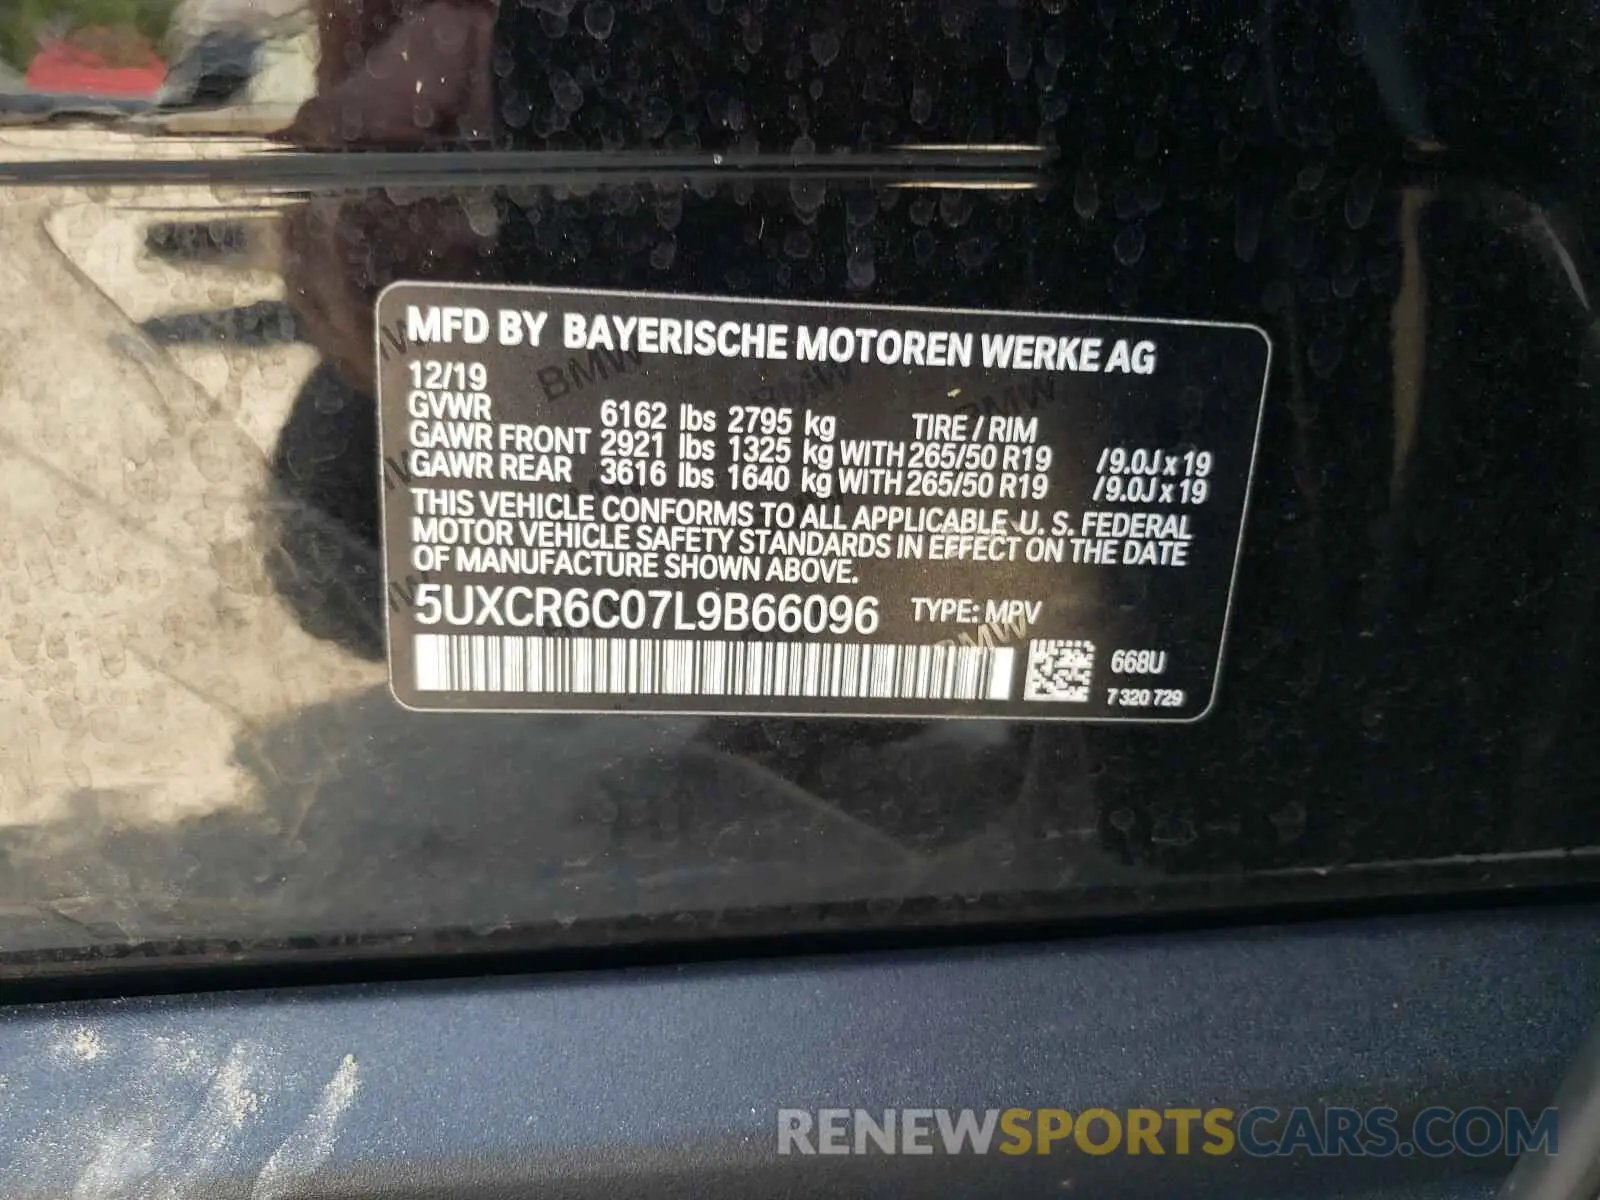 MFD BY BAYERISCHE MOTOREN WERKE AG
12/19
GVWR 6162 lbs 2795 kg TIRE / RIM
GAWR FRONT 2921 lbs 1325 kg WITH 265/50 R19 /9.0J x 19
GAWR REAR 3616 lbs 1640 kg WITH 265/50 R19 /9.0J x 19
THIS VEHICLE CONFORMS TO ALL APPLICABLE U. S. FEDERAL
MOTOR VEHICLE SAFETY STANDARDS IN EFFECT ON THE DATE
OF MANUFACTURE SHOWN ABOVE.
5UXCR6C07L9B66096 TYPE: MPV
668U
7 320 729
RENEWSPORTSCARS.COM